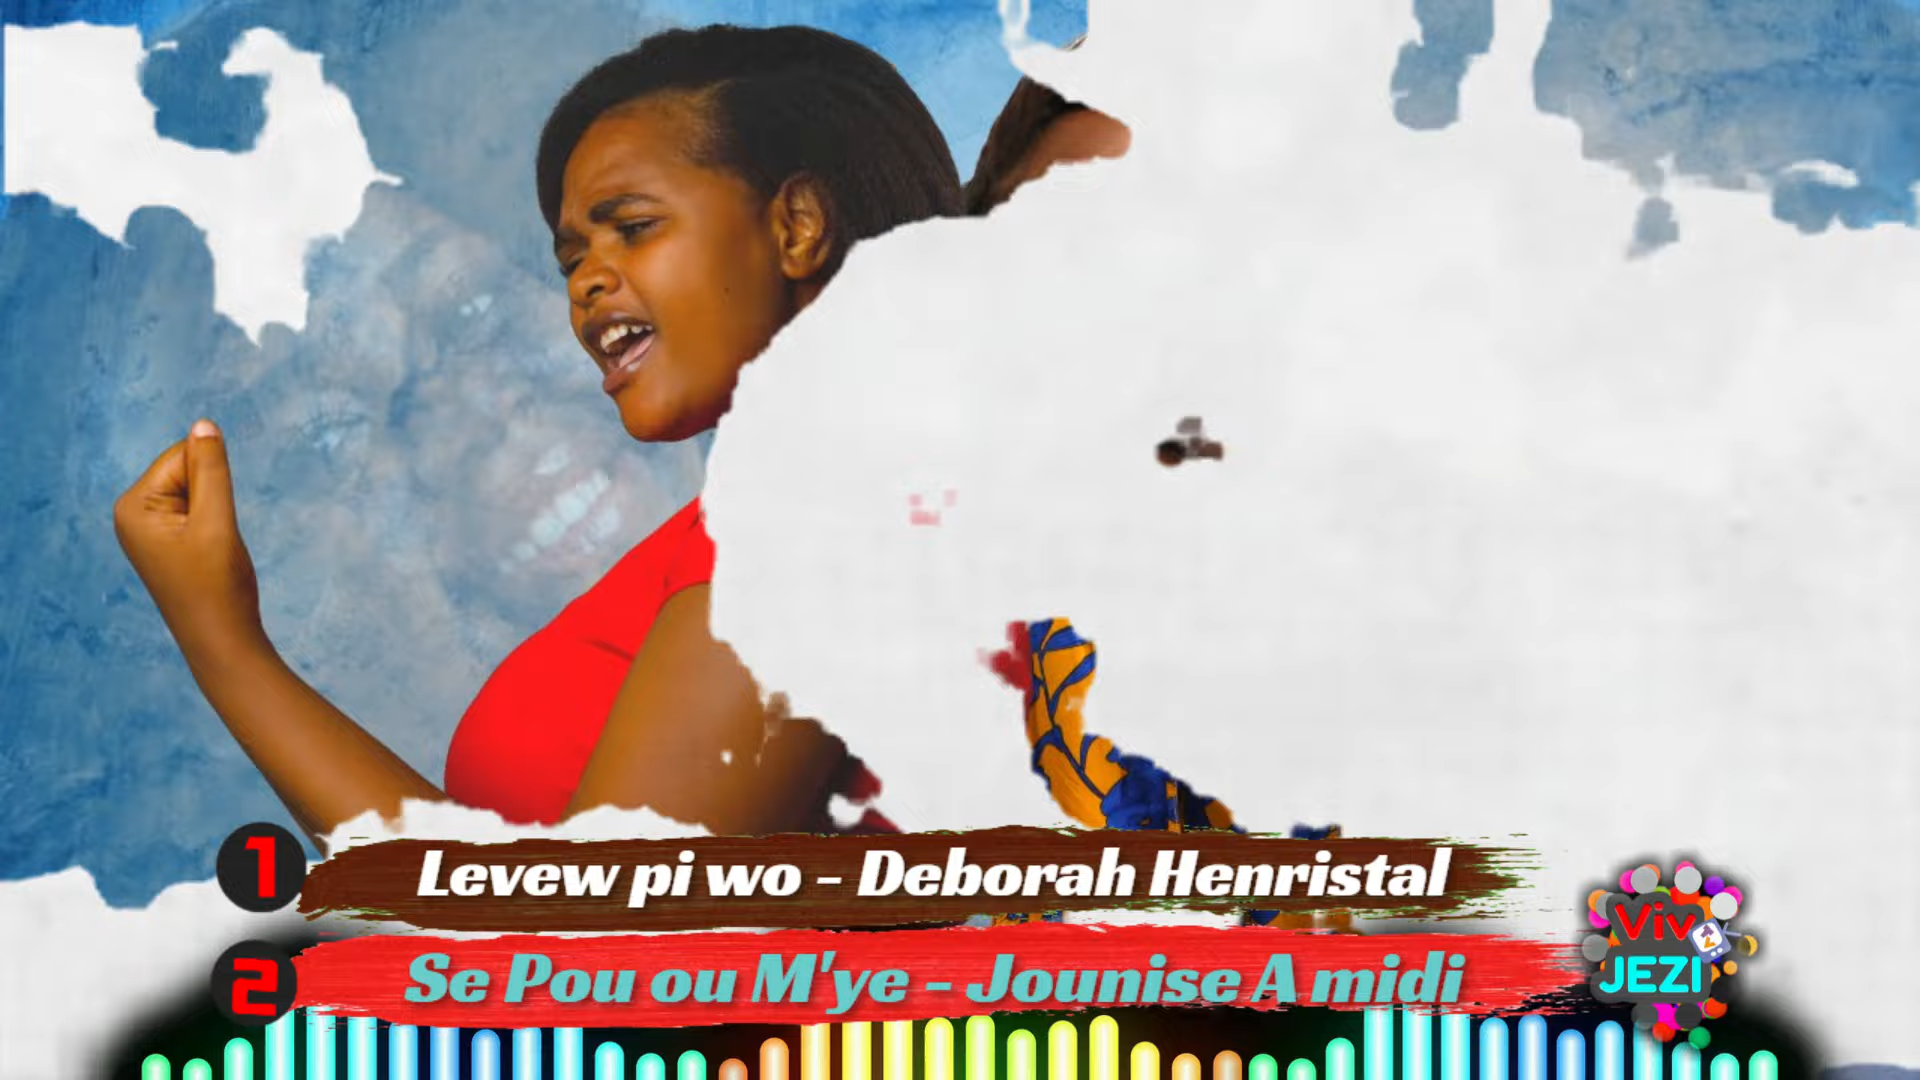 1 Levew pi wo - Deborah Henristal
2 Se Pou ou M'ye - Jounise A midi
Viv
JEZI